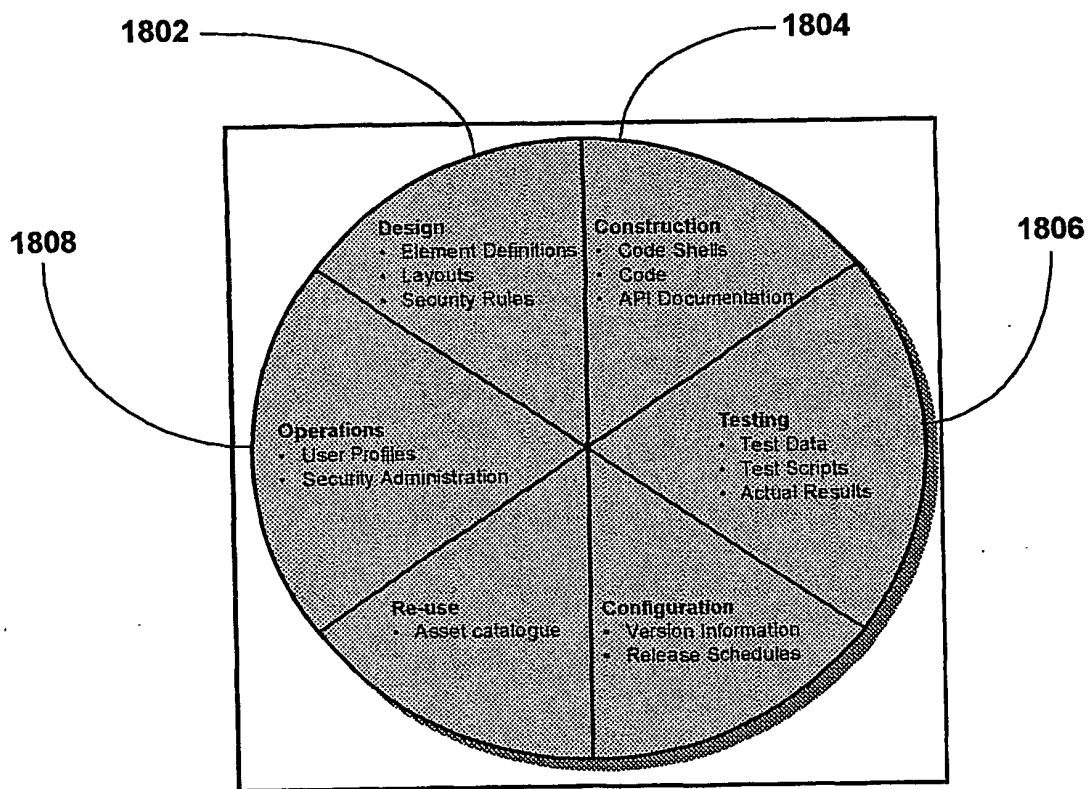 1802
1804
1808
1806
Design
• Element Definitions
• Layouts
• Security Rules
Construction
• Code Shells
• Code
• API Documentation
Operations
• User Profiles
• Security Administration
Testing
• Test Data
• Test Scripts
• Actual Results
Re-use
• Asset catalogue
Configuration
• Version Information
• Release Schedules